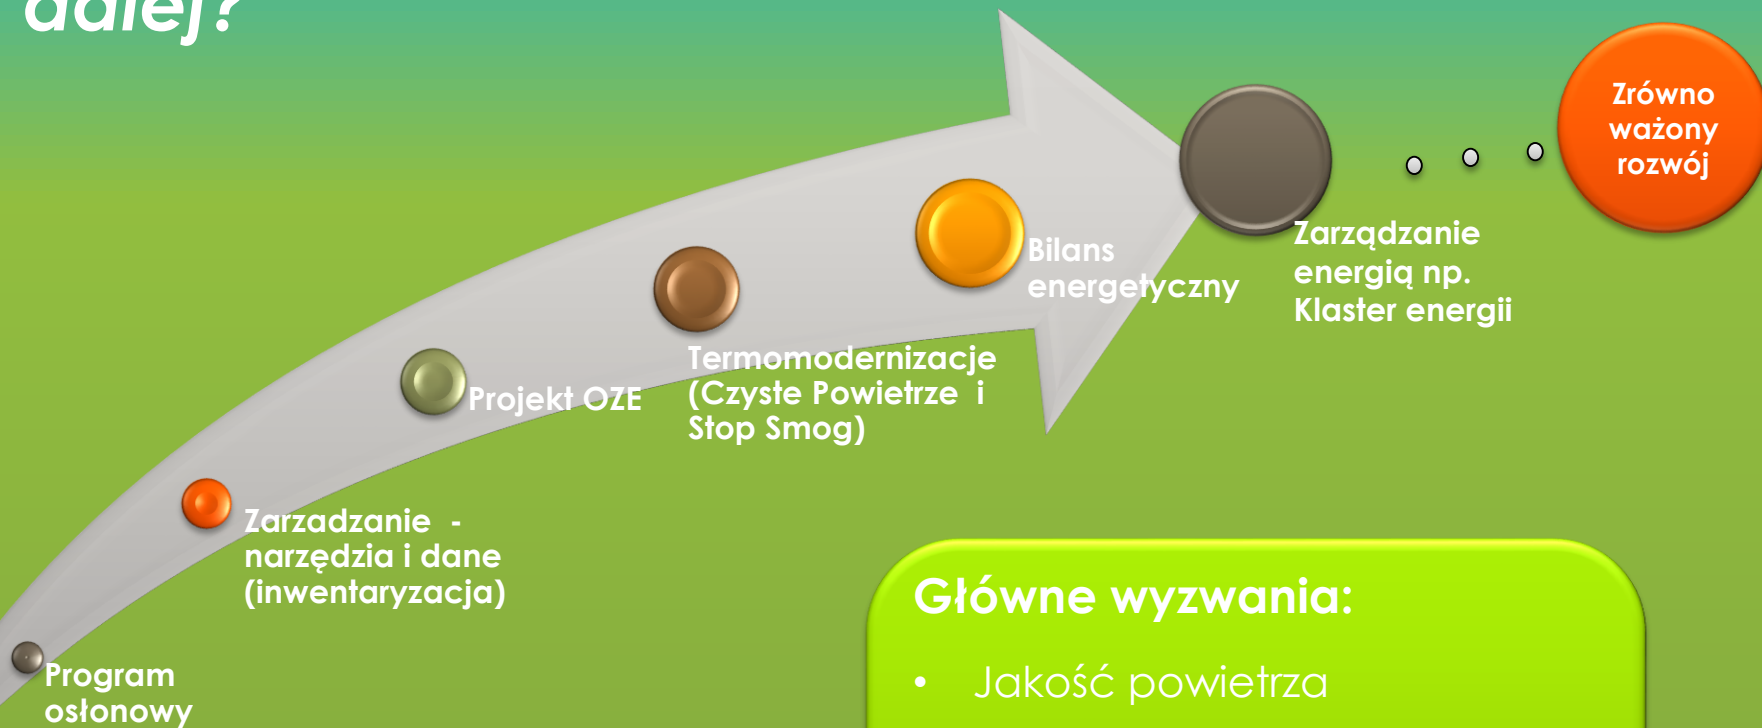 dalej?
Zrówno
ważony
rozwój
Zarządzanie
energią np.
Klaster energii
Bilans
energetyczny
Termomodernizacje
(Czyste Powietrze  i
Stop Smog)
Projekt OZE
Zarzadzanie  -
narzędzia i dane
(inwentaryzacja)
Program
osłonowy
Główne wyzwania:
• Jakość powietrza